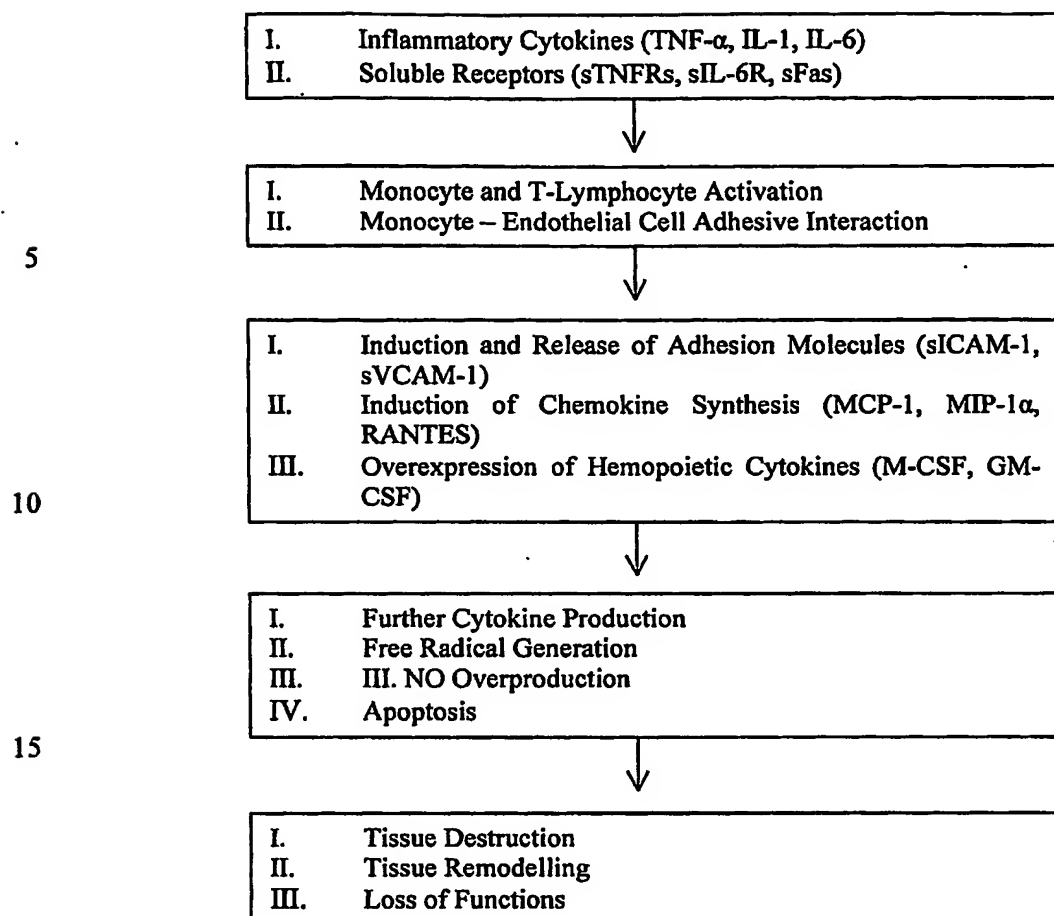 I. Inflammatory Cytokines (TNF-α, IL-1, IL-6)
II. Soluble Receptors (sTNFRs, sIL-6R, sFas)
I. Monocyte and T-Lymphocyte Activation
II. Monocyte – Endothelial Cell Adhesive Interaction
5
I. Induction and Release of Adhesion Molecules (sICAM-1,
sVCAM-1)
II. Induction of Chemokine Synthesis (MCP-1, MIP-1α,
RANTES)
III. Overexpression of Hemopoietic Cytokines (M-CSF, GM-
10
CSF)
I. Further Cytokine Production
II. Free Radical Generation
III. III. NO Overproduction
IV. Apoptosis
15
I. Tissue Destruction
II. Tissue Remodelling
III. Loss of Functions